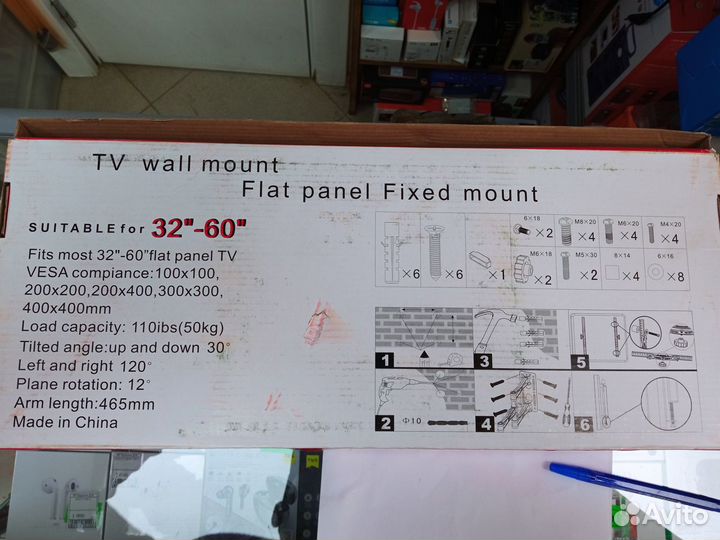 TV wall mount
Flat panel Fixed mount
SUITABLE for 32"-60"
Fits most 32"-60"flat panel TV
VESA compiance:100x100,
200x200,200x400,300x300,
400x400mm
Load capacity: 110ibs(50kg)
Tilted angle:up and down 30°
Left and right 120°
Plane rotation: 12°
Arm length:465mm
Made in China
6×18 M8×20 M6×20 M4×20
×2 ×4 ×4 ×4
×6 ×6 ×1
M6×18 M5×30 8×14 6×16
×2 ×2 ×4 ×8
1 3 5
2 Φ10 4 6
Avito